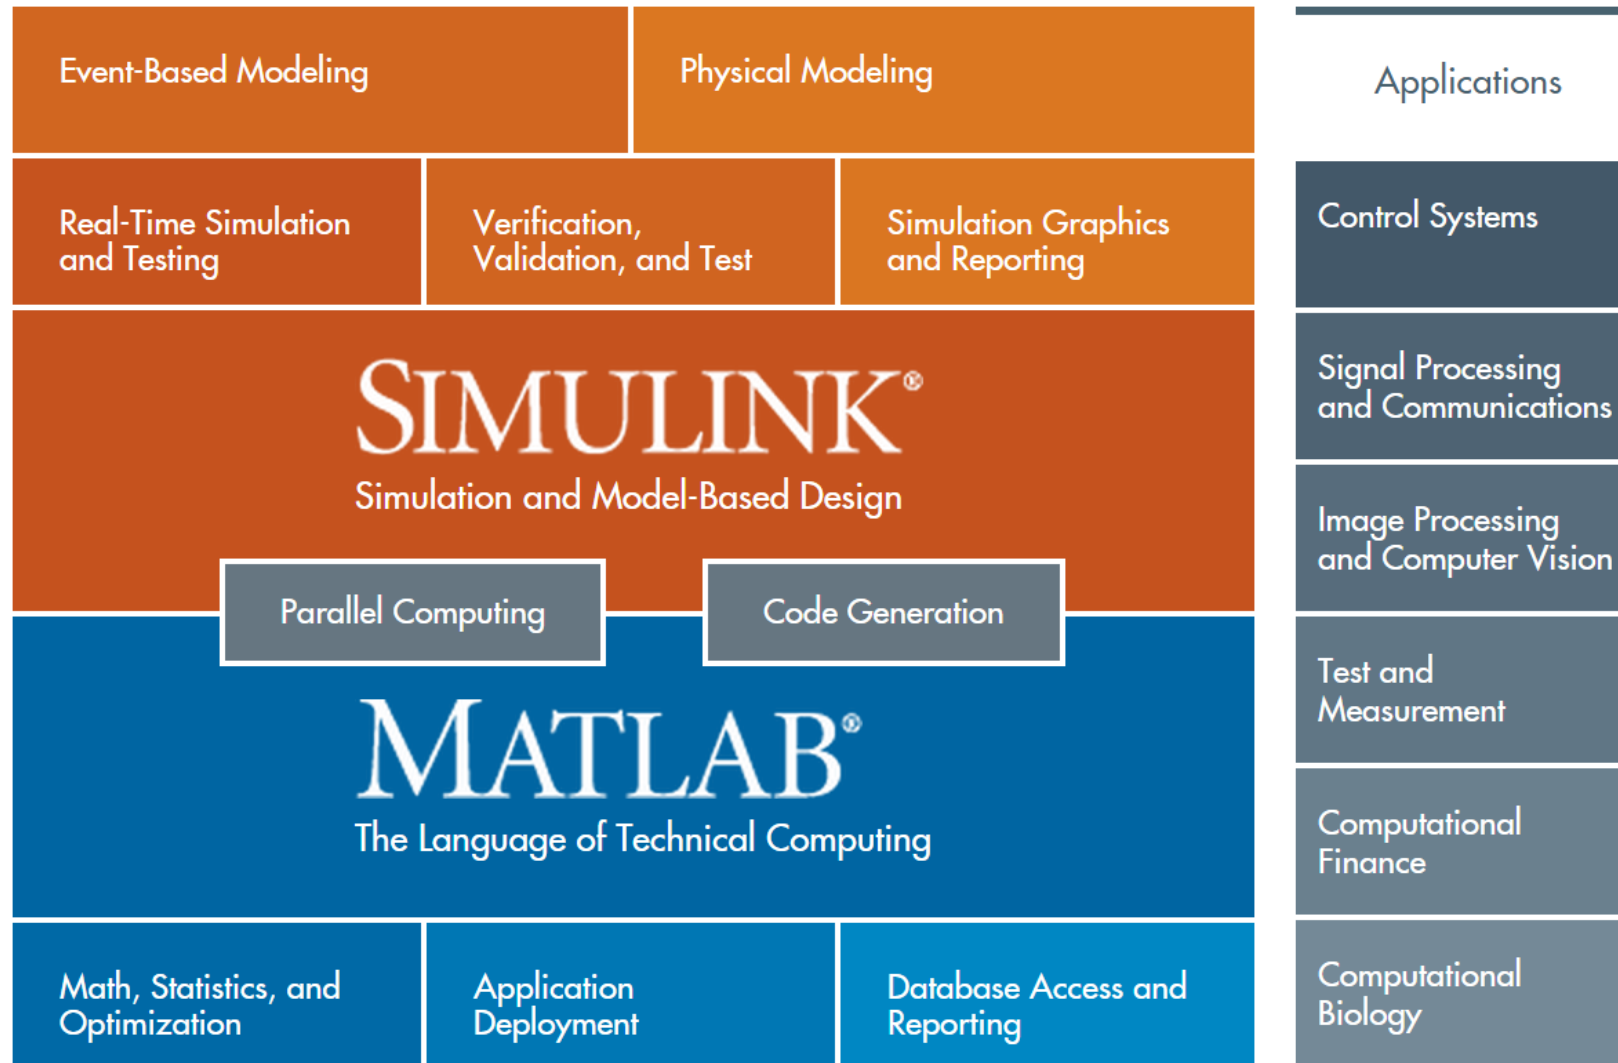 Event-Based Modeling
Physical Modeling
Real-Time Simulation
and Testing
Verification,
Validation, and Test
Simulation Graphics
and Reporting
SIMULINK®
Simulation and Model-Based Design
Parallel Computing
Code Generation
MATLAB®
The Language of Technical Computing
Math, Statistics, and
Optimization
Application
Deployment
Database Access and
Reporting
Applications
Control Systems
Signal Processing
and Communications
Image Processing
and Computer Vision
Test and
Measurement
Computational
Finance
Computational
Biology